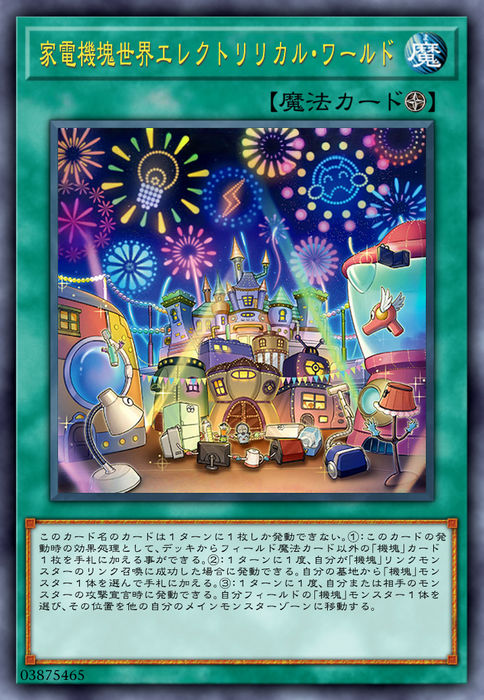 家電機塊世界エレクトリリカル・ワールド
魔
【魔法カード】
このカード名のカードは１ターンに１枚しか発動できない。①：このカードの発
動時の効果処理として、デッキからフィールド魔法カード以外の「機塊」カード
１枚を手札に加える事ができる。②：１ターンに１度、自分が「機塊」リンクモン
スターのリンク召喚に成功した場合に発動できる。自分の墓地から「機塊」モン
スター１体を選んで手札に加える。③：１ターンに１度、自分または相手のモン
スターの攻撃宣言時に発動できる。自分フィールドの「機塊」モンスター１体を
選び、その位置を他の自分のメインモンスターゾーンに移動する。
03875465